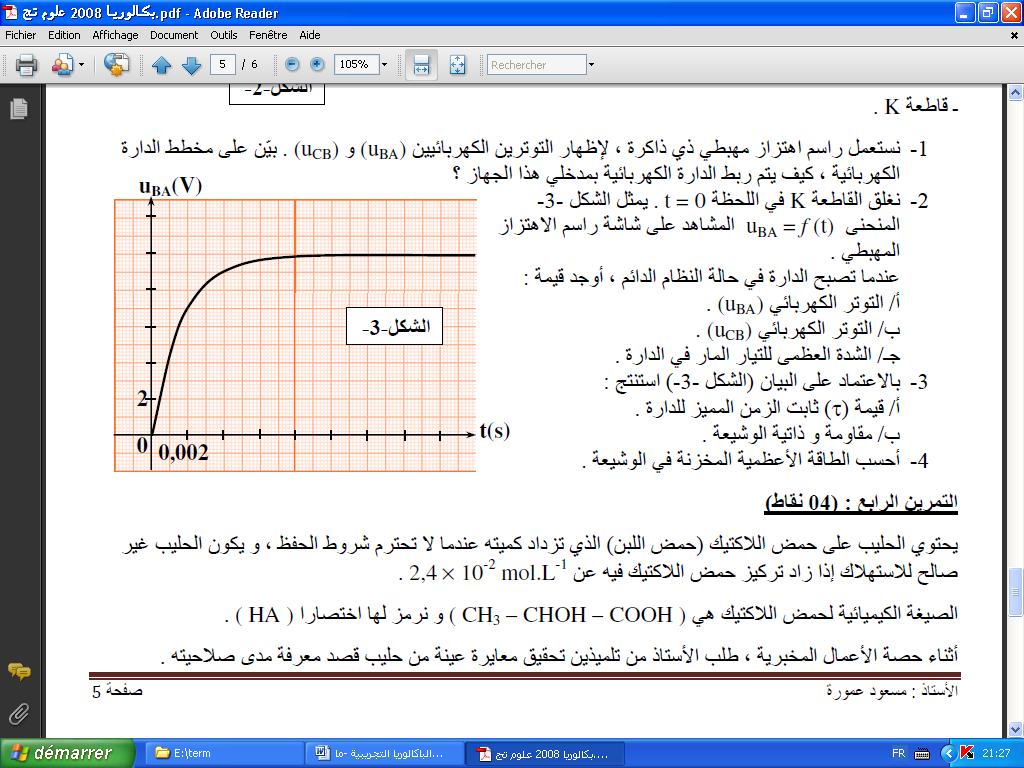 بكالوريا 2008 علوم تج.pdf - Adobe Reader
Fichier Edition Affichage Document Outils Fenêtre Aide
5 / 6 105% Rechercher
الشكل-2-
- قاطعة K .
1- نستعمل راسم اهتزاز مهبطي ذي ذاكرة ، لإظهار التوترين الكهربائيين (uBA) و (uCB) . بيّن على مخطط الدارة
الكهربائية ، كيف يتم ربط الدارة الكهربائية بمدخلي هذا الجهاز ؟
2- نغلق القاطعة K في اللحظة t = 0 . يمثل الشكل -3-
المنحنى uBA = f (t) المشاهد على شاشة راسم الاهتزاز
المهبطي .
عندما تصبح الدارة في حالة النظام الدائم ، أوجد قيمة :
أ/ التوتر الكهربائي (uBA) .
ب/ التوتر الكهربائي (uCB) .
جـ/ الشدة العظمى للتيار المار في الدارة .
3- بالاعتماد على البيان (الشكل -3-) استنتج :
أ/ قيمة (τ) ثابت الزمن المميز للدارة .
ب/ مقاومة و ذاتية الوشيعة .
4- أحسب الطاقة الأعظمية المخزنة في الوشيعة .
uBA(V)
الشكل-3-
2
0
0,002
t(s)
التمرين الرابع : (04 نقاط)
يحتوي الحليب على حمض اللاكتيك (حمض اللبن) الذي تزداد كميته عندما لا تحترم شروط الحفظ ، و يكون الحليب غير
صالح للاستهلاك إذا زاد تركيز حمض اللاكتيك فيه عن 2,4 × 10-2 mol.L-1 .
الصيغة الكيميائية لحمض اللاكتيك هي ( CH3 – CHOH – COOH ) و نرمز لها اختصارا ( HA ) .
أثناء حصة الأعمال المخبرية ، طلب الأستاذ من تلميذين تحقيق معايرة عينة من حليب قصد معرفة مدى صلاحيته .
الأستاذ : مسعود عمورة
صفحة 5
démarrer
E:\term
الباكالوريا التجريبية -ما...
بكالوريا 2008 علوم تج....
FR
21:27